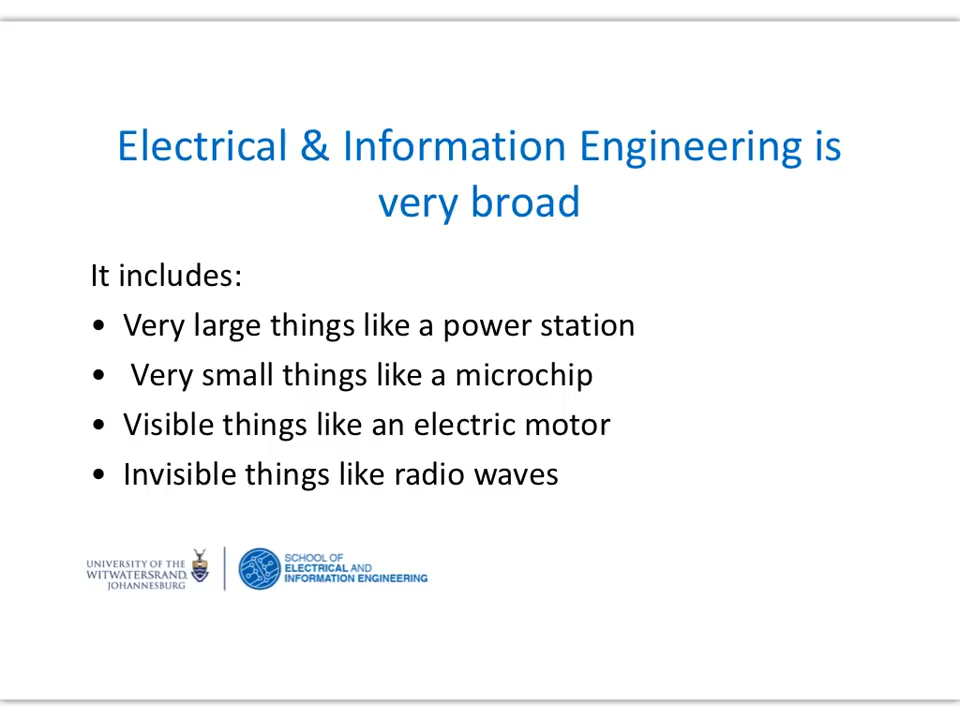 Electrical & Information Engineering is
very broad
It includes:
• Very large things like a power station
• Very small things like a microchip
• Visible things like an electric motor
• Invisible things like radio waves
UNIVERSITY OF THE
WITWATERSRAND,
JOHANNESBURG
SCHOOL OF
ELECTRICAL AND
INFORMATION ENGINEERING